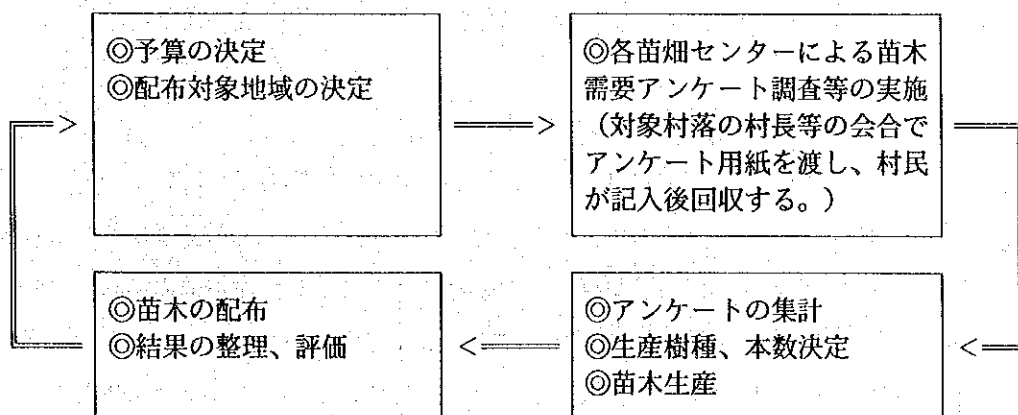 ◎予算の決定
◎配布対象地域の決定
◎各苗畑センターによる苗木
需要アンケート調査等の実施
（対象村落の村長等の会合で
アンケート用紙を渡し、村民
が記入後回収する。）
◎アンケートの集計
◎生産樹種、本数決定
◎苗木生産
◎苗木の配布
◎結果の整理、評価